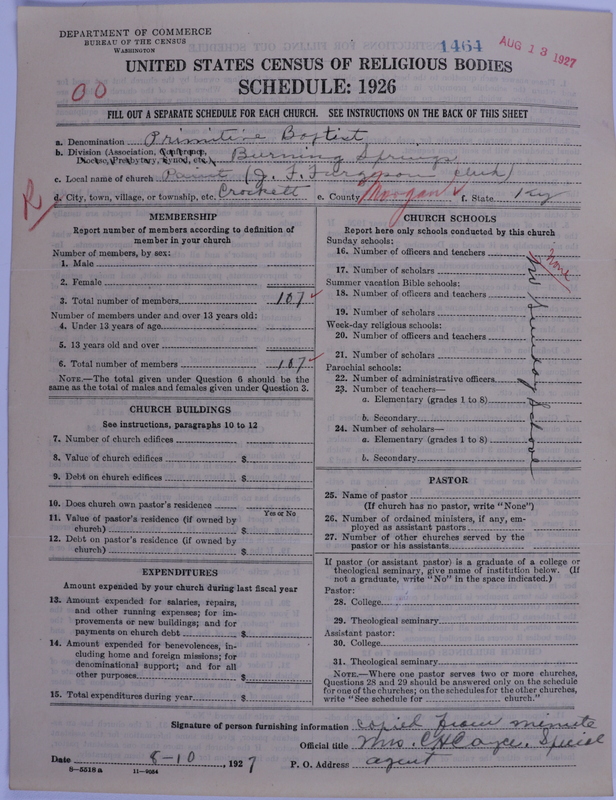 DEPARTMENT OF COMMERCE
BUREAU OF THE CENSUS
WASHINGTON
1464
AUG 13 1927
UNITED STATES CENSUS OF RELIGIOUS BODIES
SCHEDULE: 1926
00
FILL OUT A SEPARATE SCHEDULE FOR EACH CHURCH. SEE INSTRUCTIONS ON THE BACK OF THIS SHEET
a. Denomination Primitive Baptist
b. Division (Association, Conference, Diocese, Presbytery, Synod, etc.) Burning Springs
c. Local name of church Paint (J. F. Ferguson Clerk)
d. City, town, village, or township, etc. Crockett e. County Morgan f. State Ky
R
MEMBERSHIP
Report number of members according to definition of
member in your church
Number of members, by sex:
1. Male
2. Female
3. Total number of members 107
Number of members under and over 13 years old:
4. Under 13 years of age
5. 13 years old and over
6. Total number of members 107
NOTE.—The total given under Question 6 should be
same as the total of males and females given under Question 3.
CHURCH BUILDINGS
See instructions, paragraphs 10 to 12
7. Number of church edifices
8. Value of church edifices $
9. Debt on church edifices $
10. Does church own pastor's residence
Yes or No
11. Value of pastor's residence (if owned by
church) $
12. Debt on pastor's residence (if owned by
church) $
EXPENDITURES
Amount expended by your church during last fiscal year
13. Amount expended for salaries, repairs,
and other running expenses; for im-
provements or new buildings; and for
payments on church debt $
14. Amount expended for benevolences, in-
cluding home and foreign missions; for
denominational support; and for all
other purposes $
15. Total expenditures during year $
CHURCH SCHOOLS
Report here only schools conducted by this church
Sunday schools:
16. Number of officers and teachers
17. Number of scholars
Summer vacation Bible schools:
18. Number of officers and teachers
19. Number of scholars
Week-day religious schools:
20. Number of officers and teachers
21. Number of scholars
Parochial schools:
22. Number of administrative officers
23. Number of teachers—
a. Elementary (grades 1 to 8)
b. Secondary
24. Number of scholars—
a. Elementary (grades 1 to 8)
b. Secondary
none
No Sunday School
PASTOR
25. Name of pastor
(If church has no pastor, write "None")
26. Number of ordained ministers, if any, em-
ployed as assistant pastors
27. Number of other churches served by the
pastor or his assistants
If pastor (or assistant pastor) is a graduate of a college or
theological seminary, give name of institution below. (If
not a graduate, write "No" in the space indicated.)
Pastor:
28. College
29. Theological seminary
Assistant pastor:
30. College
31. Theological seminary
NOTE.—Where one pastor serves two or more churches,
Questions 28 and 29 should be answered only on the schedule
for one of the churches; on the schedules for the other churches,
write "See schedule for church."
Signature of person furnishing information copied from minute
Official title Mrs. C H Cayce. Special
Date 8-10, 1927 P. O. Address agent
8—5518 a 11—9024